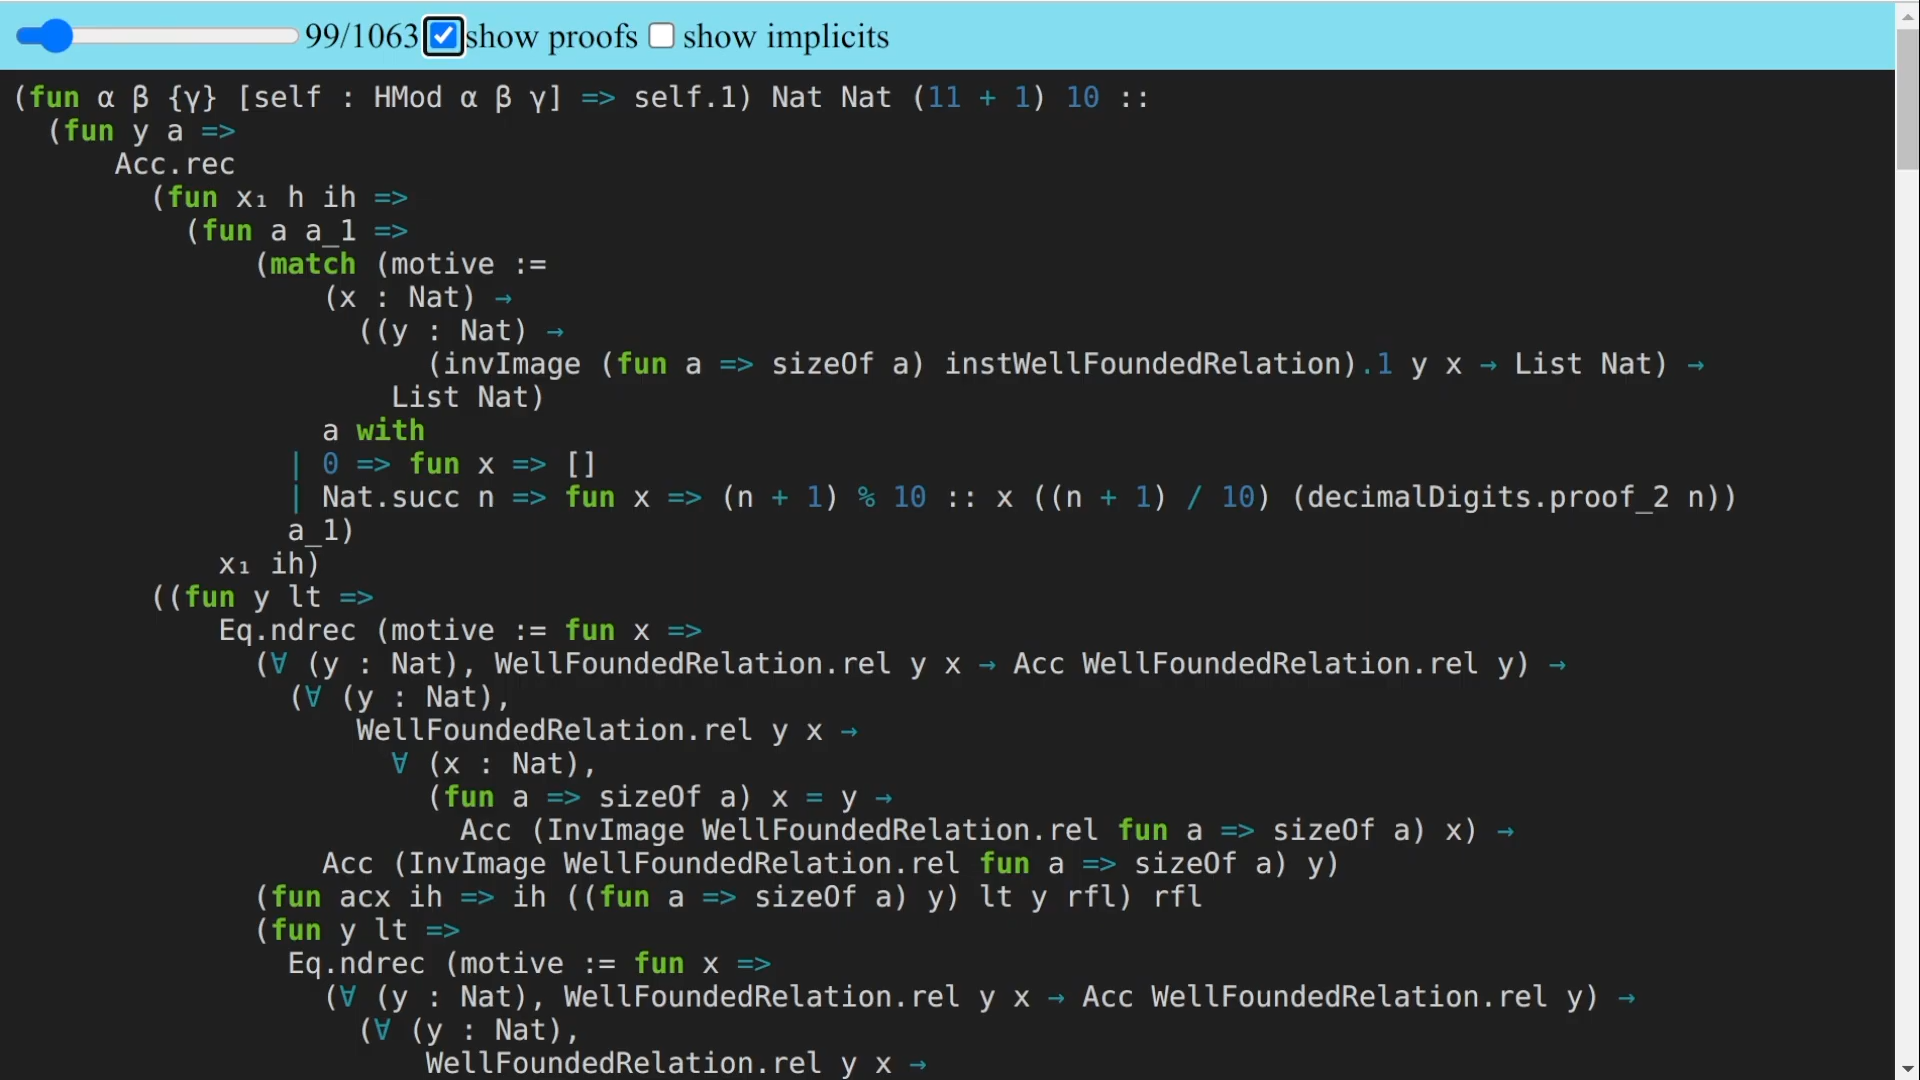 99/1063 show proofs show implicits
(fun α β {γ} [self : HMod α β γ] => self.1) Nat Nat (11 + 1) 10 ::
(fun y a =>
Acc.rec
(fun x₁ h ih =>
(fun a a_1 =>
(match (motive :=
(x : Nat) →
((y : Nat) →
(invImage (fun a => sizeOf a) instWellFoundedRelation).1 y x → List Nat) →
List Nat)
a with
| 0 => fun x => []
| Nat.succ n => fun x => (n + 1) % 10 :: x ((n + 1) / 10) (decimalDigits.proof_2 n))
a_1)
x₁ ih)
((fun y lt =>
Eq.ndrec (motive := fun x =>
(∀ (y : Nat), WellFoundedRelation.rel y x → Acc WellFoundedRelation.rel y) →
(∀ (y : Nat),
WellFoundedRelation.rel y x →
∀ (x : Nat),
(fun a => sizeOf a) x = y →
Acc (InvImage WellFoundedRelation.rel fun a => sizeOf a) x) →
Acc (InvImage WellFoundedRelation.rel fun a => sizeOf a) y)
(fun acx ih => ih ((fun a => sizeOf a) y) lt y rfl) rfl
(fun y lt =>
Eq.ndrec (motive := fun x =>
(∀ (y : Nat), WellFoundedRelation.rel y x → Acc WellFoundedRelation.rel y) →
(∀ (y : Nat),
WellFoundedRelation.rel y x →